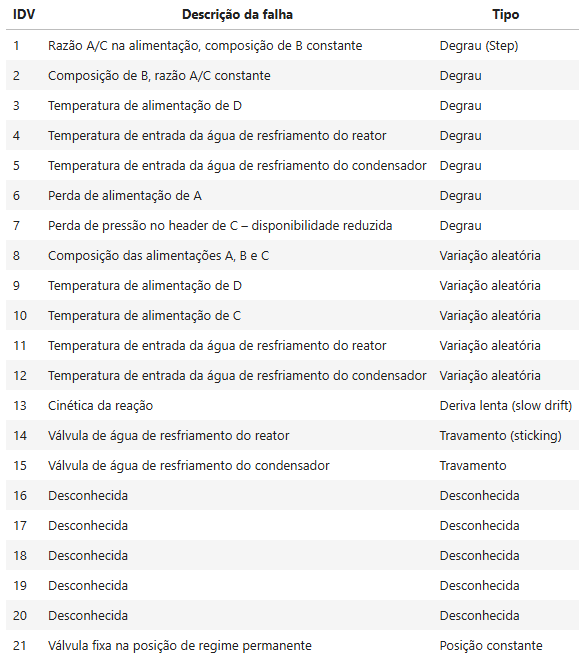 IDV Descrição da falha Tipo
1 Razão A/C na alimentação, composição de B constante Degrau (Step)
2 Composição de B, razão A/C constante Degrau
3 Temperatura de alimentação de D Degrau
4 Temperatura de entrada da água de resfriamento do reator Degrau
5 Temperatura de entrada da água de resfriamento do condensador Degrau
6 Perda de alimentação de A Degrau
7 Perda de pressão no header de C – disponibilidade reduzida Degrau
8 Composição das alimentações A, B e C Variação aleatória
9 Temperatura de alimentação de D Variação aleatória
10 Temperatura de alimentação de C Variação aleatória
11 Temperatura de entrada da água de resfriamento do reator Variação aleatória
12 Temperatura de entrada da água de resfriamento do condensador Variação aleatória
13 Cinética da reação Deriva lenta (slow drift)
14 Válvula de água de resfriamento do reator Travamento (sticking)
15 Válvula de água de resfriamento do condensador Travamento
16 Desconhecida Desconhecida
17 Desconhecida Desconhecida
18 Desconhecida Desconhecida
19 Desconhecida Desconhecida
20 Desconhecida Desconhecida
21 Válvula fixa na posição de regime permanente Posição constante